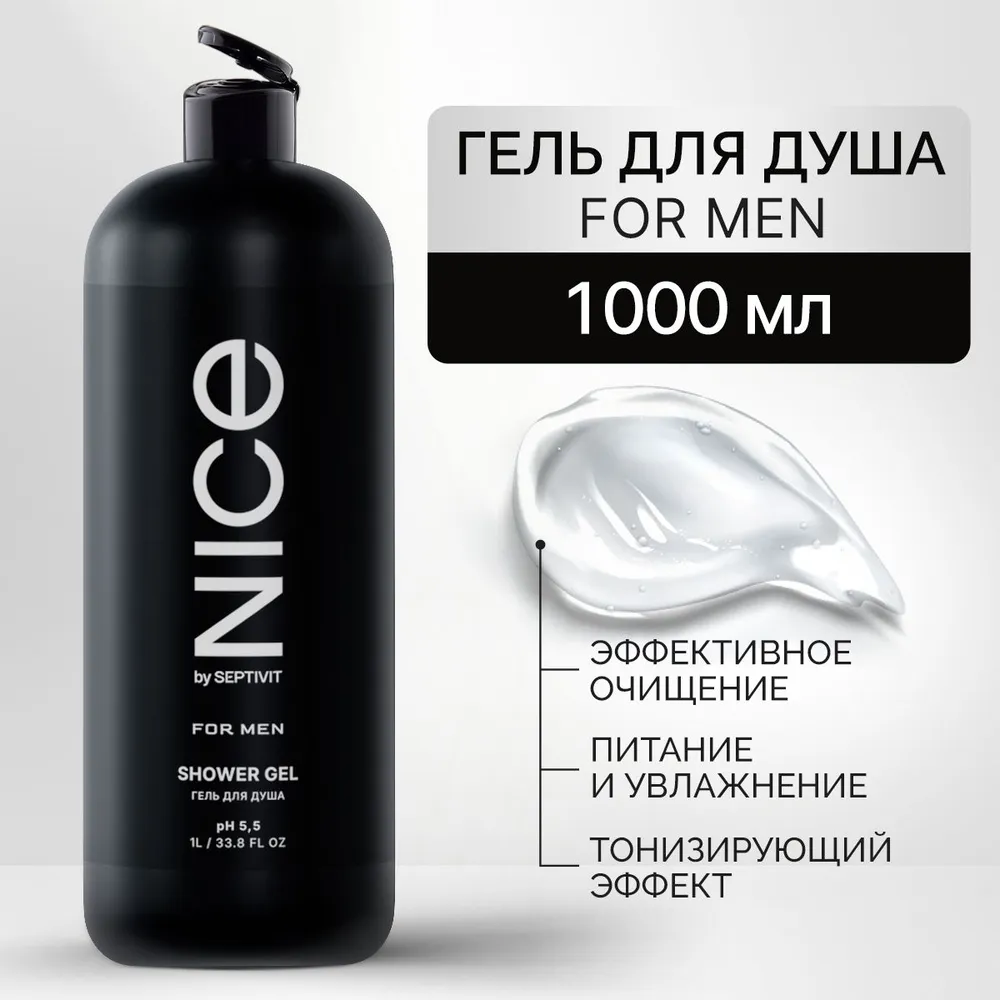 ГЕЛЬ ДЛЯ ДУША
FOR MEN
1000 мл
NICe
by SEPTIVIT
FOR MEN
SHOWER GEL
ГЕЛЬ ДЛЯ ДУША
pH 5,5
1L / 33.8 FL OZ
ЭФФЕКТИВНОЕ
ОЧИЩЕНИЕ
ПИТАНИЕ
И УВЛАЖНЕНИЕ
ТОНИЗИРУЮЩИЙ
ЭФФЕКТ